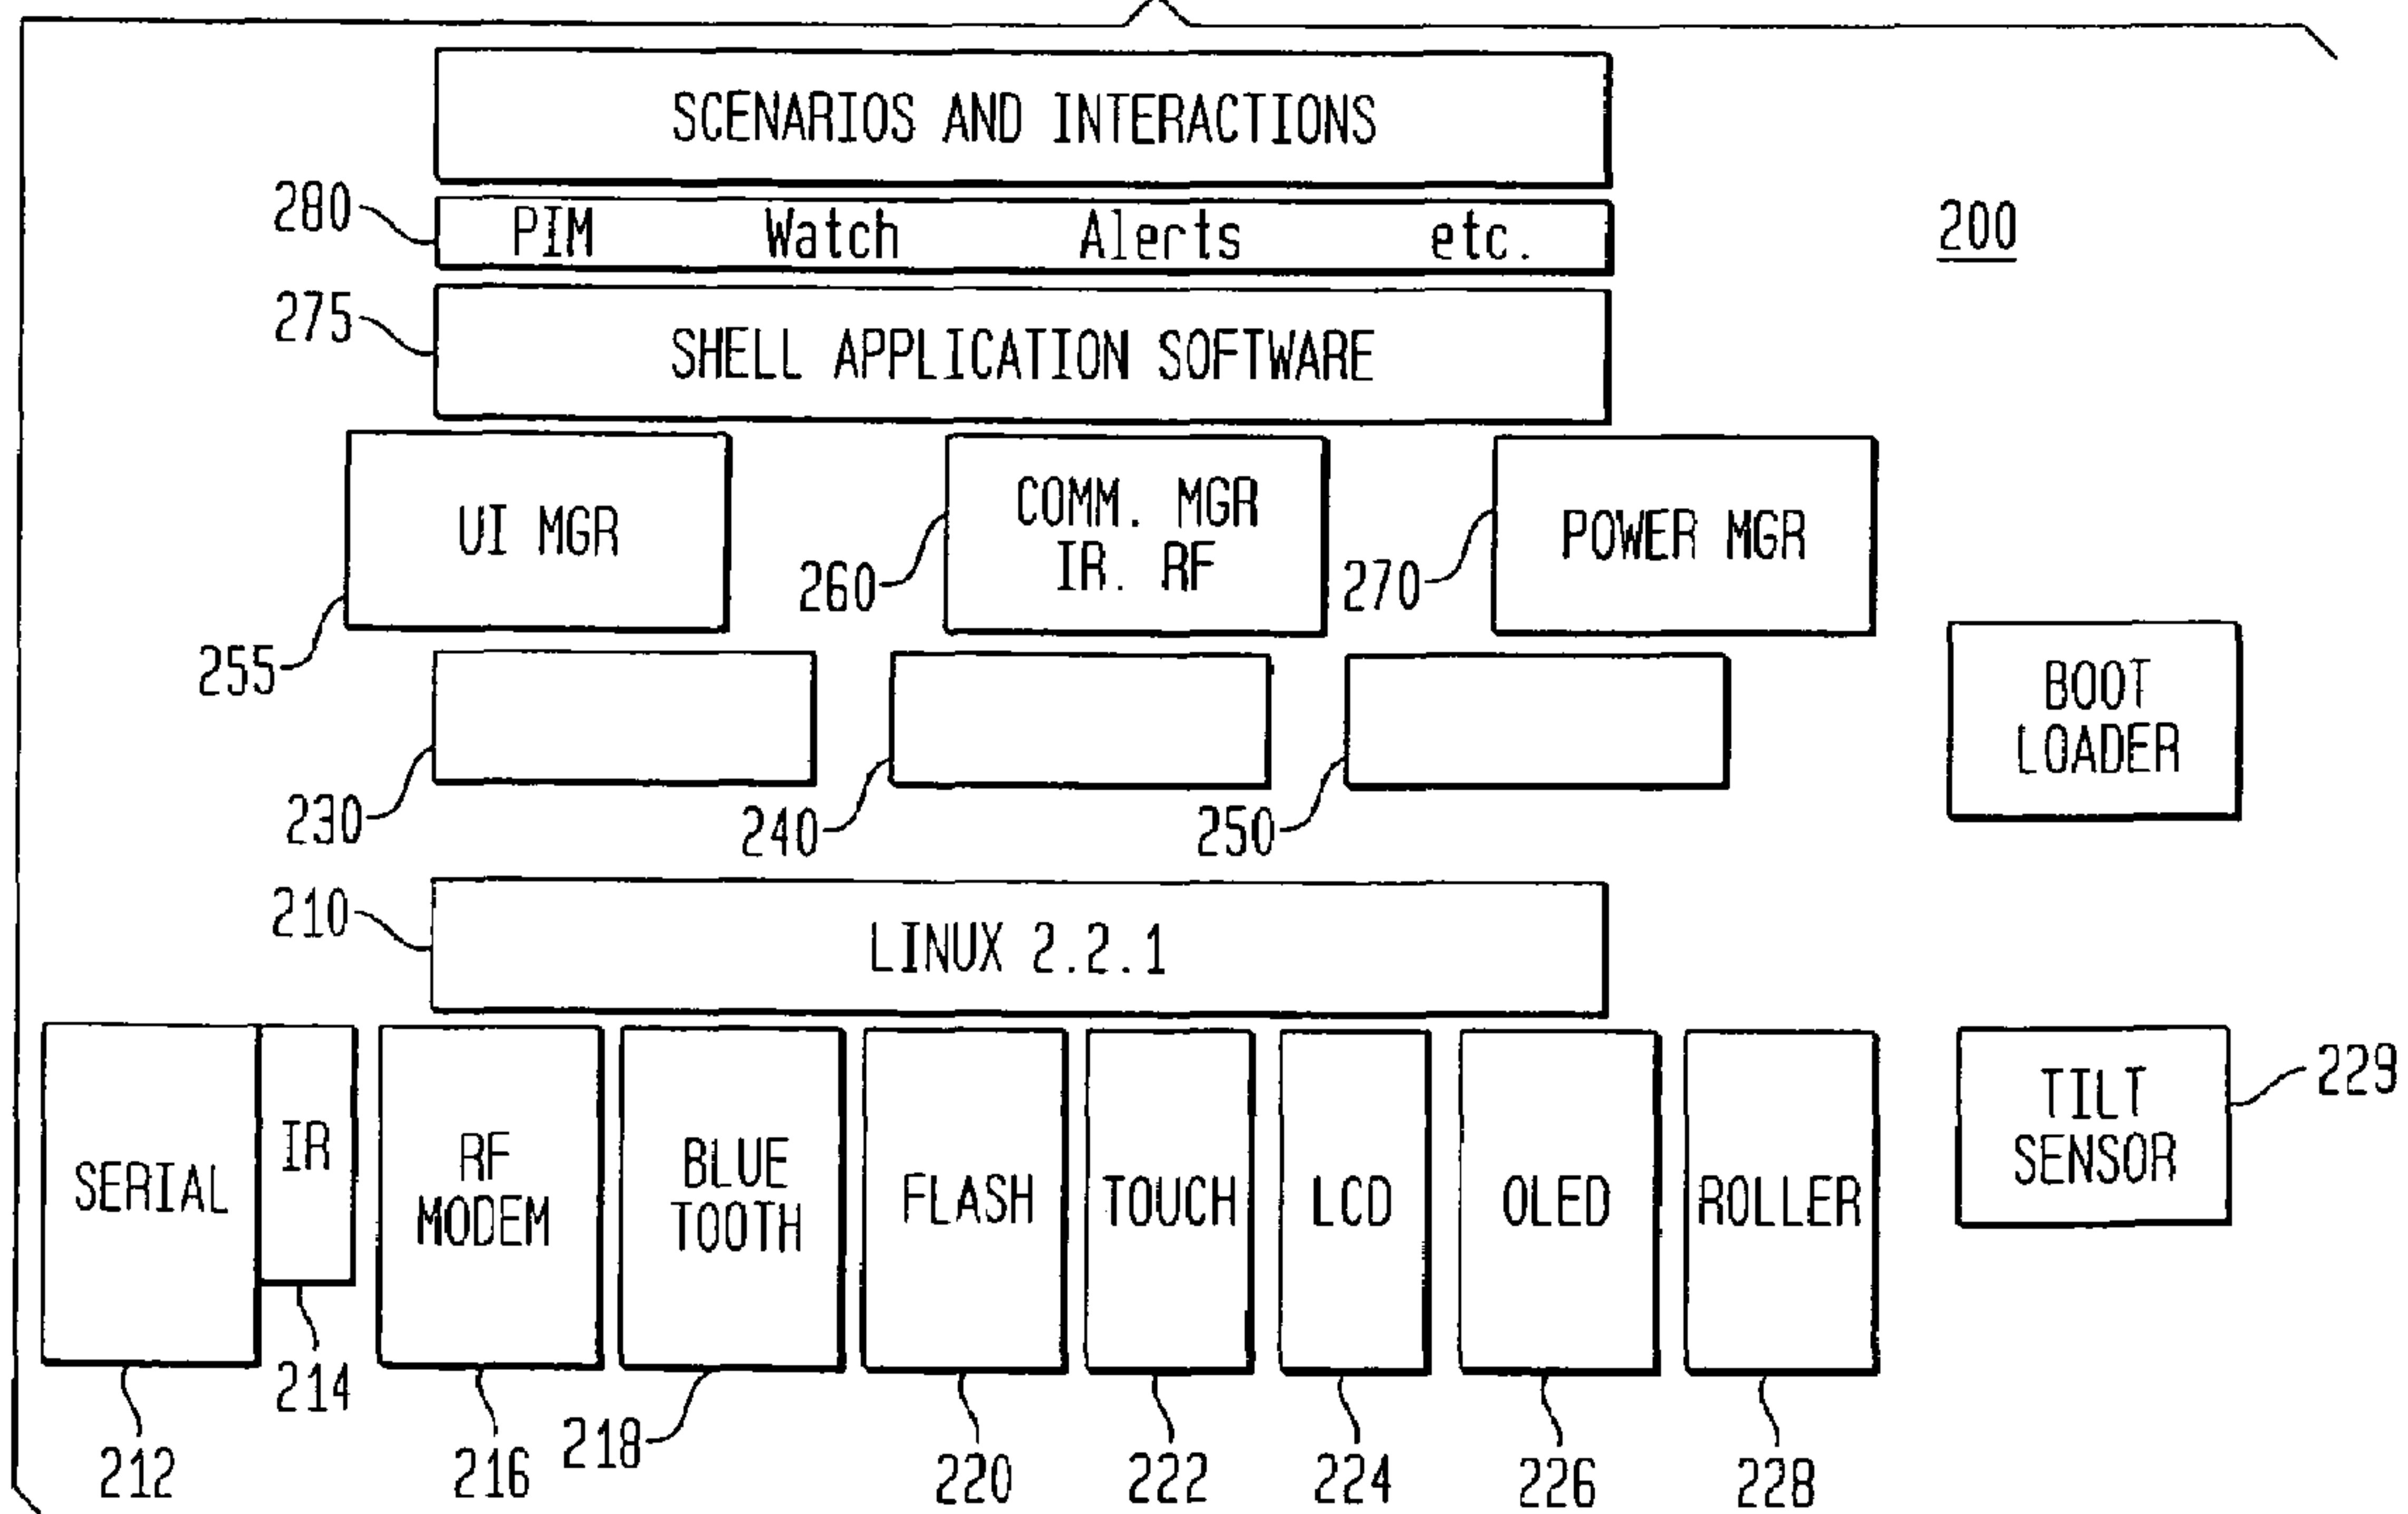 SCENARIOS AND INTERACTIONS
280
PIM Watch Alerts etc.
200
275
SHELL APPLICATION SOFTWARE
UI MGR
COMM. MGR
IR. RF
POWER MGR
260
270
255
BOOT
LOADER
230
240
250
210
LINUX 2.2.1
SERIAL
IR
RF
MODEM
BLUE
TOOTH
FLASH
TOUCH
LCD
OLED
ROLLER
TILT
SENSOR
229
212
214
216
218
220
222
224
226
228